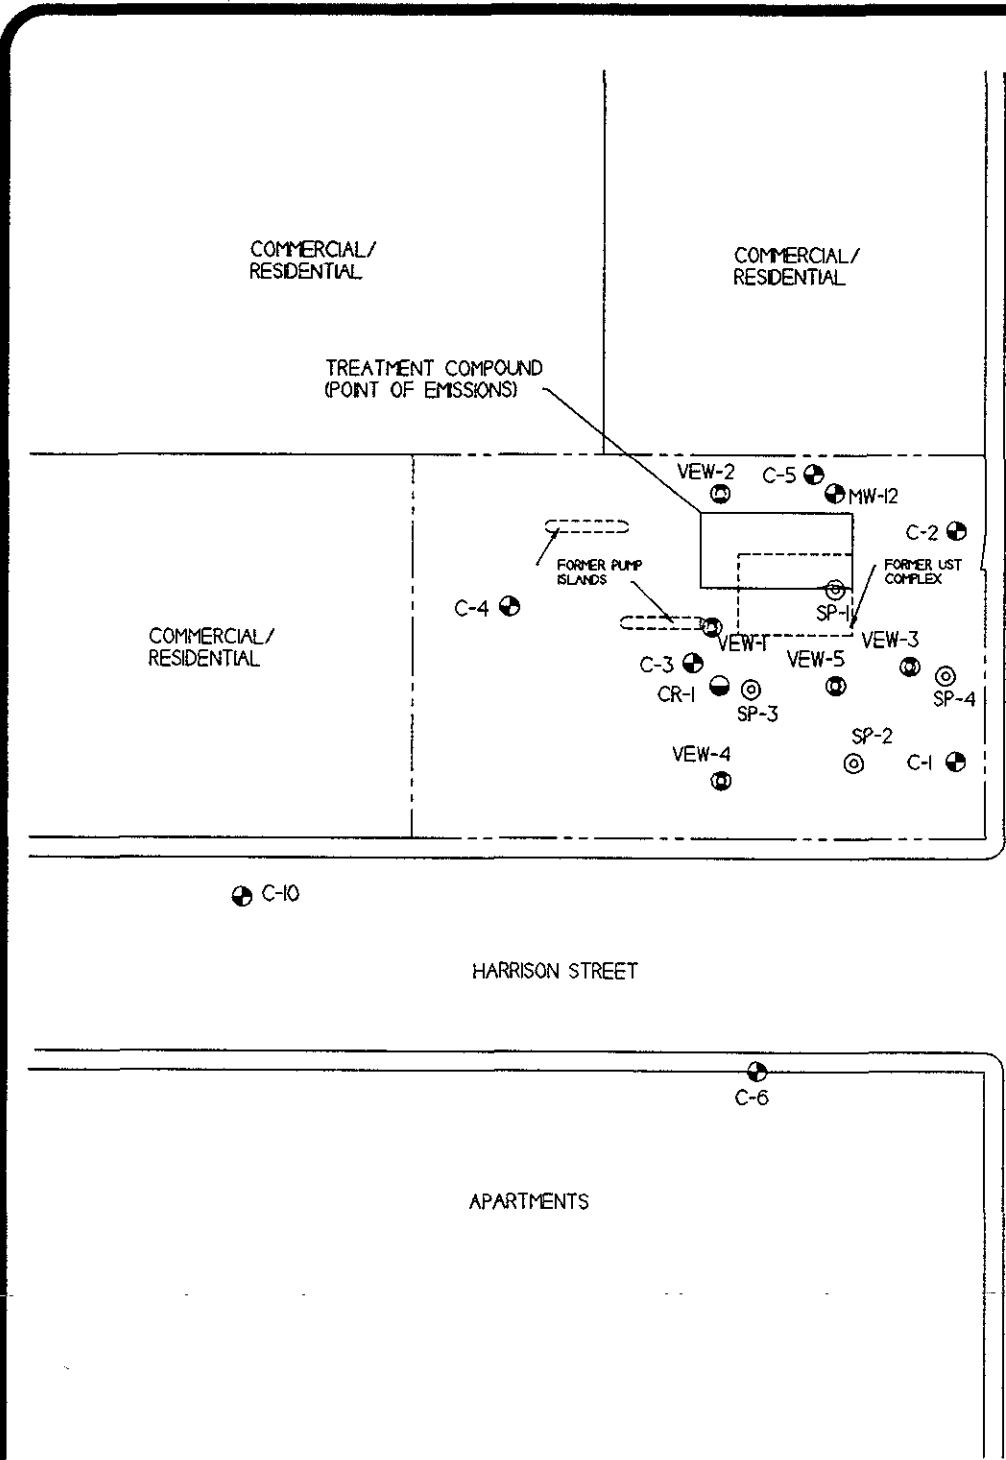 COMMERCIAL/
RESIDENTIAL
COMMERCIAL/
RESIDENTIAL
TREATMENT COMPOUND
(POINT OF EMISSIONS)
VEW-2
C-5
MW-12
C-2
FORMER PUMP
ISLANDS
FORMER UST
COMPLEX
C-4
SP-1
COMMERCIAL/
RESIDENTIAL
VEW-1
VEW-3
C-3
VEW-5
CR-1
SP-3
SP-4
SP-2
VEW-4
C-1
C-10
HARRISON STREET
C-6
APARTMENTS